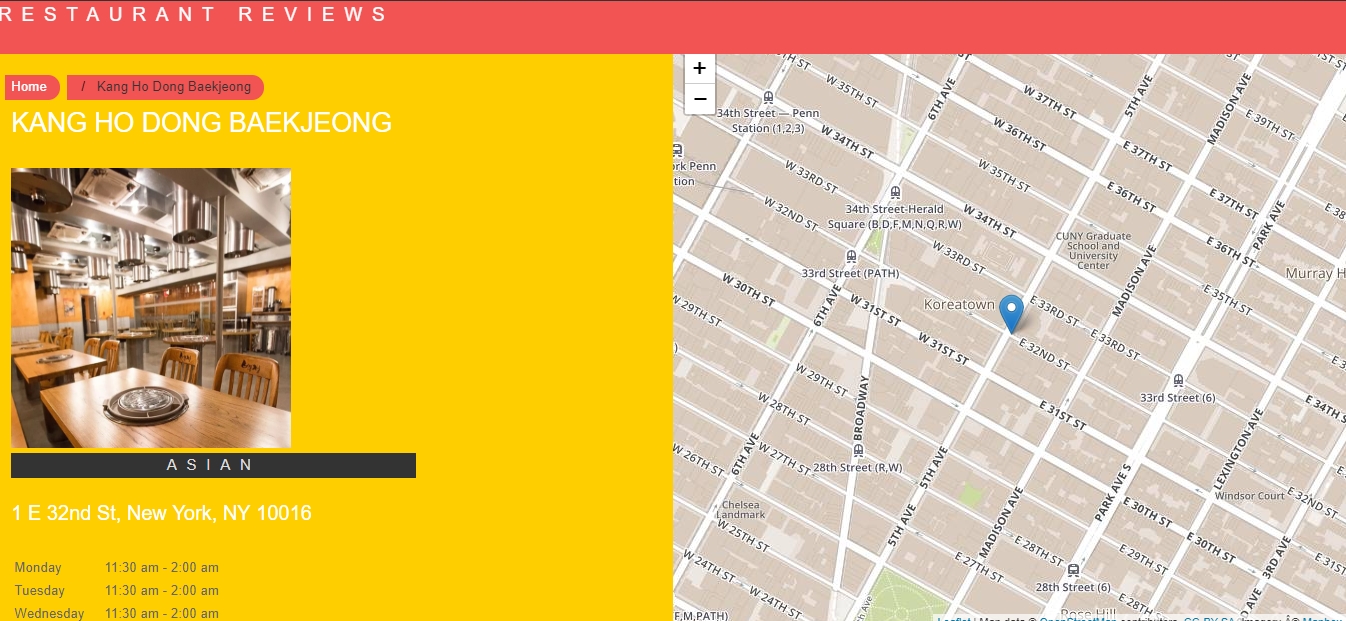 RESTAURANT REVIEWS
Home
/ Kang Ho Dong Baekjeong
KANG HO DONG BAEKJEONG
ASIAN
1 E 32nd St, New York, NY 10016
Monday 11:30 am - 2:00 am
Tuesday 11:30 am - 2:00 am
Wednesday 11:30 am - 2:00 am
+
−
34th Street — Penn
Station (1,2,3)
W 35TH ST
6TH AVE
W 37TH ST
5TH AVE
MADISON AVE
E 39TH ST
W 34TH ST
W 36TH ST
E 37TH ST
W 33RD ST
W 35TH ST
E 36TH ST
E 37TH ST
PARK AVE
W 32ND ST
34th Street-Herald
Square (B,D,F,M,N,Q,R,W)
W 34TH ST
CUNY Graduate
School and
University
Center
E 36TH ST
33rd Street (PATH)
W 33RD ST
MADISON AVE
Murray H
W 30TH ST
6TH AVE
W 31ST ST
Koreatown
E 33RD ST
E 35TH ST
W 29TH ST
W 31ST ST
E 32ND ST
E 33RD ST
W 29TH ST
33rd Street (6)
W 28TH ST
BROADWAY
E 31ST ST
E 34TH ST
W 26TH ST
6TH AVE
W 27TH ST
28th Street (R,W)
5TH AVE
LEXINGTON AVE
Chelsea
Landmark
PARK AVE S
Windsor Court
E 32ND ST
W 25TH ST
5TH AVE
MADISON AVE
E 30TH ST
E 30TH ST
W 24TH ST
E 27TH ST
E 28TH ST
E 29TH ST
3RD AVE
E 31ST
28th Street (6)
W 24TH ST
E 28TH
Rose Hill
F,M,PATH)
Leaflet | Map data © OpenStreetMap contributors, CC-BY-SA, Imagery Â© Mapbox